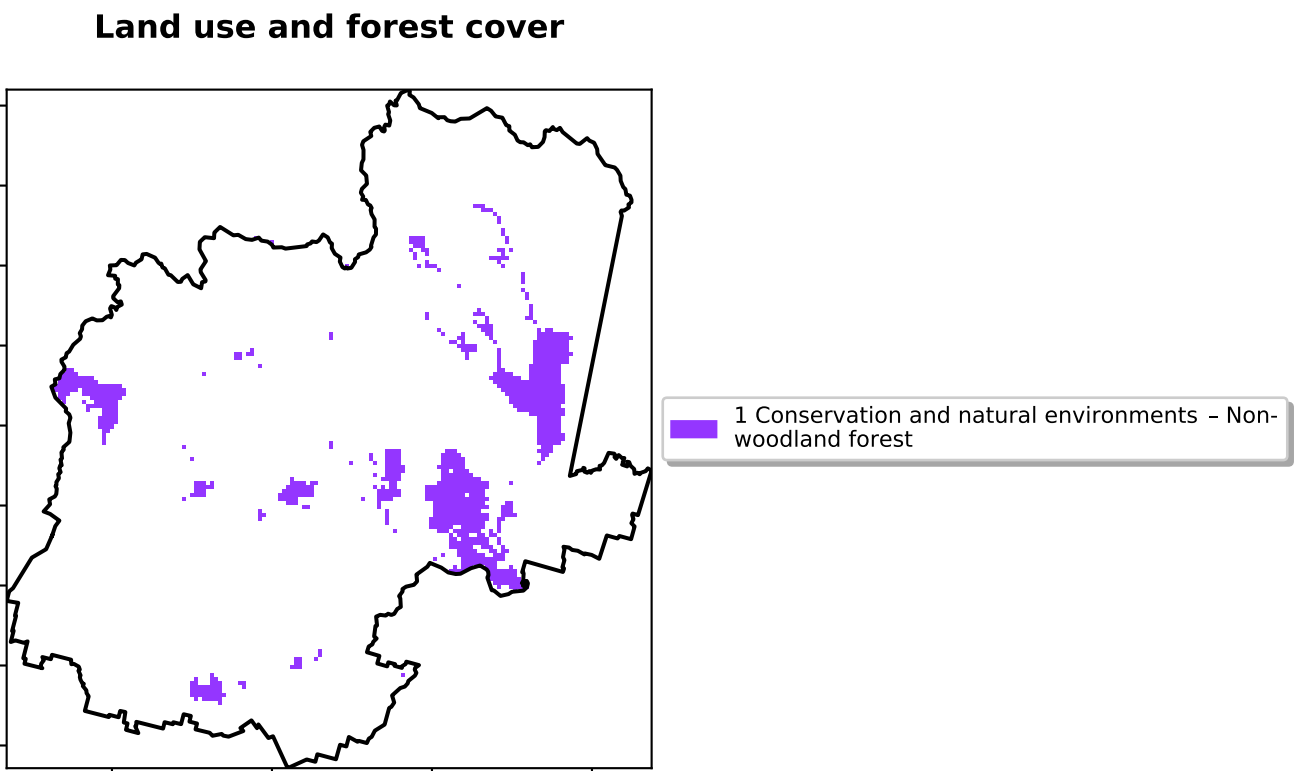 Land use and forest cover
1 Conservation and natural environments – Non-
woodland forest